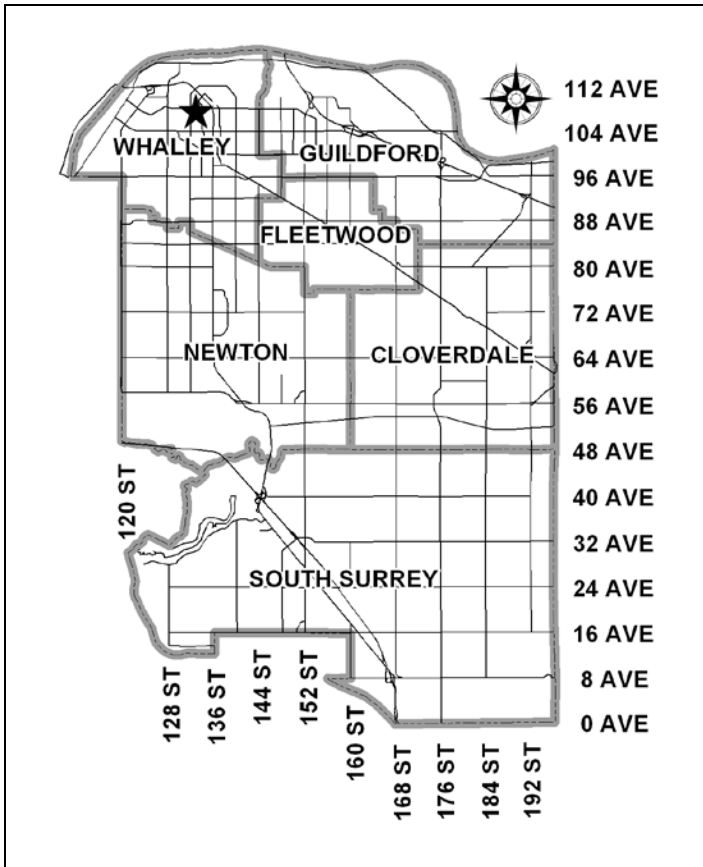 112 AVE
104 AVE
WHALLEY
GUILDFORD
96 AVE
88 AVE
FLEETWOOD
80 AVE
72 AVE
NEWTON
CLOVERDALE
64 AVE
56 AVE
48 AVE
120 ST
40 AVE
32 AVE
SOUTH SURREY
24 AVE
16 AVE
8 AVE
0 AVE
128 ST
136 ST
144 ST
152 ST
160 ST
168 ST
176 ST
184 ST
192 ST